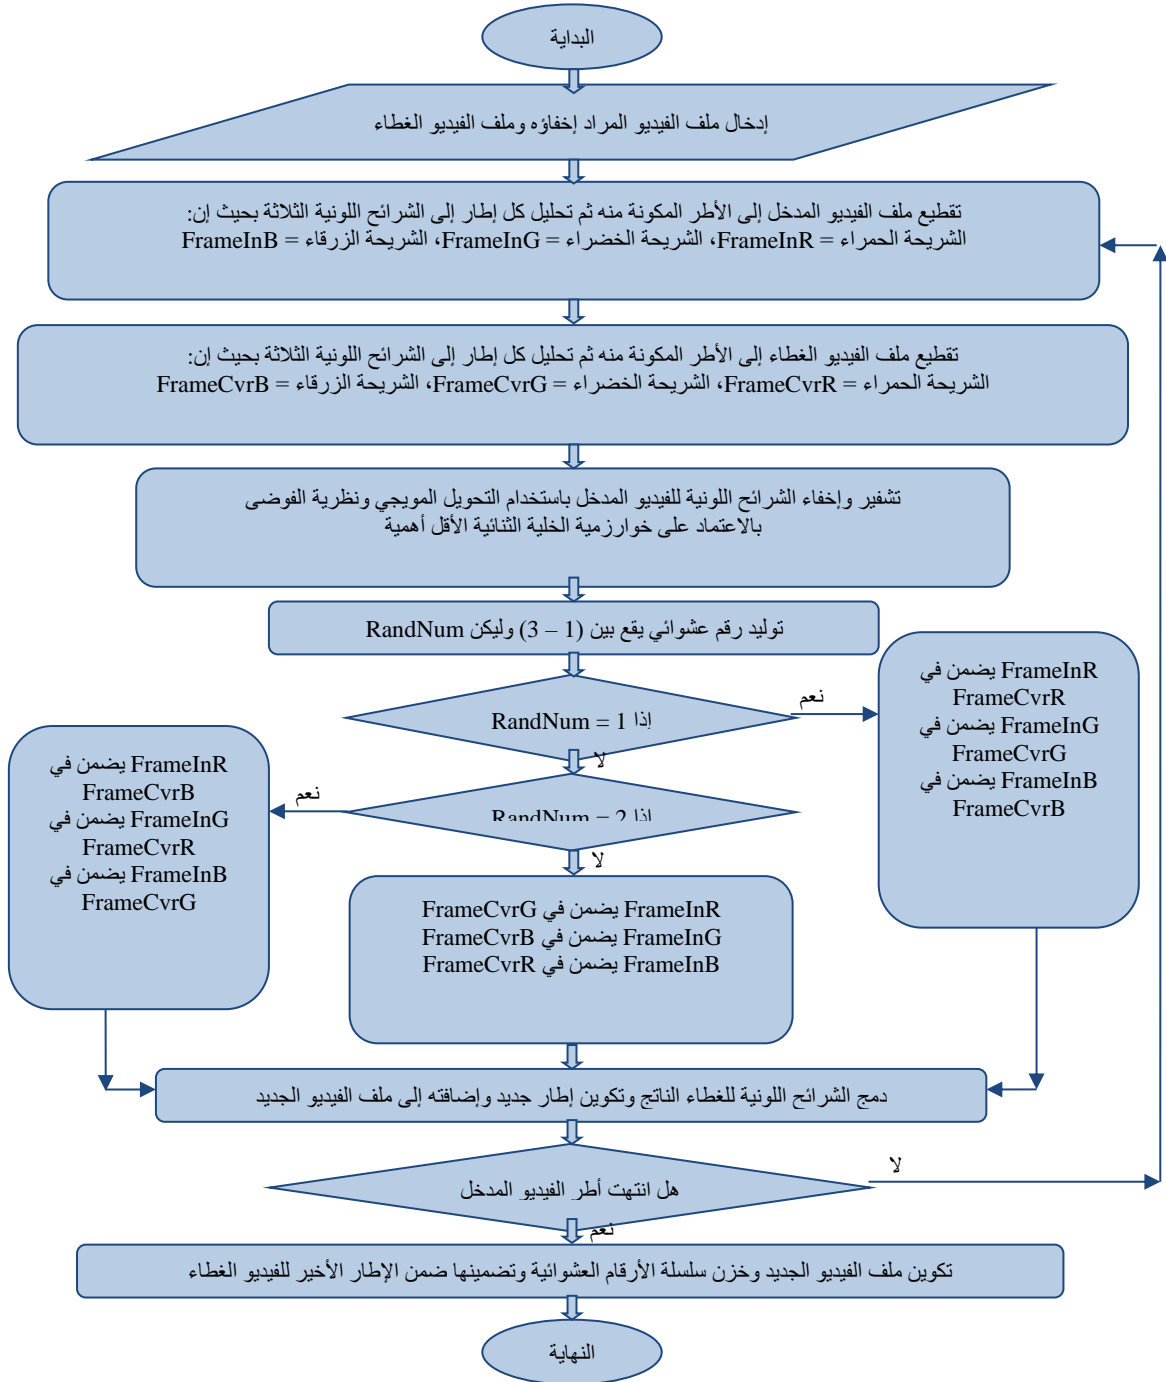 البداية
إدخال ملف الفيديو المراد إخفاؤه وملف الفيديو الغطاء
تقطيع ملف الفيديو المدخل إلى الأطر المكونة منه ثم تحليل كل إطار إلى الشرائح اللونية الثلاثة بحيث إن:
الشريحة الحمراء = FrameInR، الشريحة الخضراء = FrameInG، الشريحة الزرقاء = FrameInB
تقطيع ملف الفيديو الغطاء إلى الأطر المكونة منه ثم تحليل كل إطار إلى الشرائح اللونية الثلاثة بحيث إن:
الشريحة الحمراء = FrameCvrR، الشريحة الخضراء = FrameCvrG، الشريحة الزرقاء = FrameCvrB
تشفير وإخفاء الشرائح اللونية للفيديو المدخل باستخدام التحويل المويجي ونظرية الفوضى
بالاعتماد على خوارزمية الخلية الثنائية الأقل أهمية
توليد رقم عشوائي يقع بين (1 – 3) وليكن RandNum
إذا RandNum = 1
نعم
FrameInR يضمن في
FrameCvrR
FrameInG يضمن في
FrameCvrG
FrameInB يضمن في
FrameCvrB
لا
إذا RandNum = 2
نعم
FrameInR يضمن في
FrameCvrB
FrameInG يضمن في
FrameCvrR
FrameInB يضمن في
FrameCvrG
لا
FrameInR يضمن في FrameCvrG
FrameInG يضمن في FrameCvrB
FrameInB يضمن في FrameCvrR
دمج الشرائح اللونية للغطاء الناتج وتكوين إطار جديد وإضافته إلى ملف الفيديو الجديد
هل انتهت أطر الفيديو المدخل
لا
نعم
تكوين ملف الفيديو الجديد وخزن سلسلة الأرقام العشوائية وتضمينها ضمن الإطار الأخير للفيديو الغطاء
النهاية